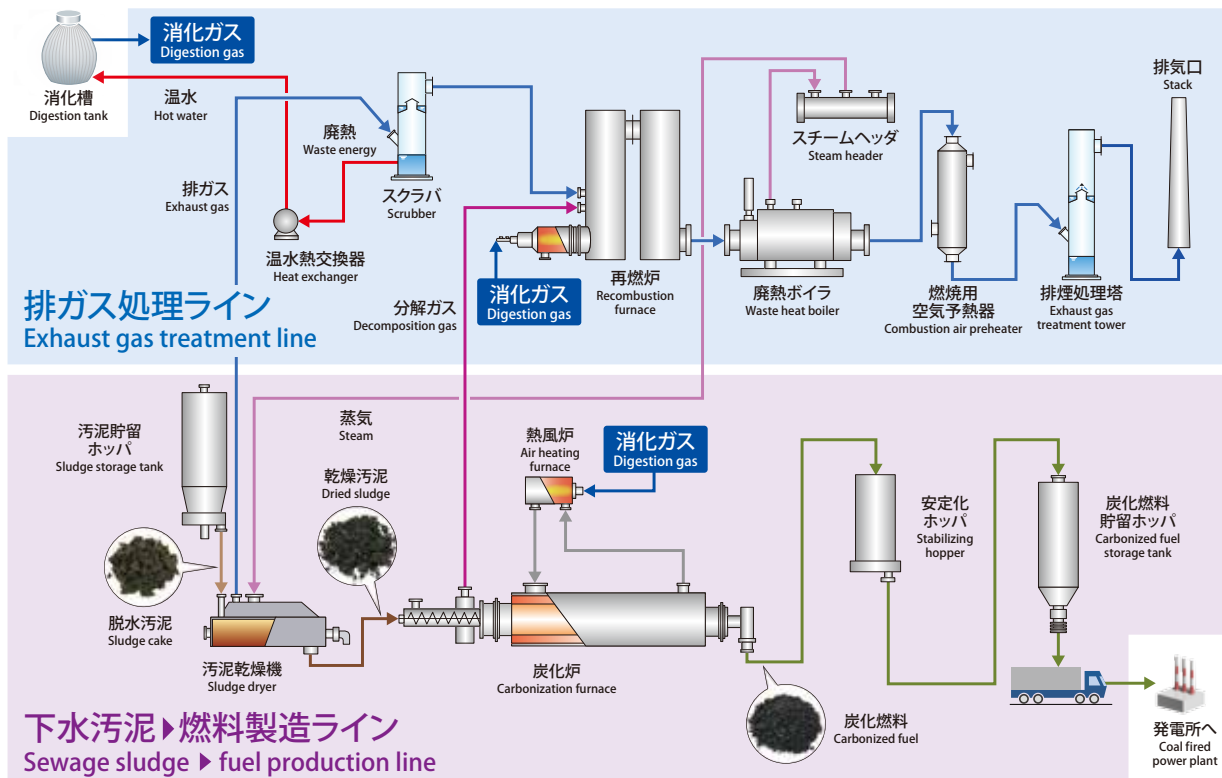 消化ガス
Digestion gas
消化槽
Digestion tank
温水
Hot water
廃熱
Waste energy
排ガス
Exhaust gas
スクラバ
Scrubber
温水熱交換器
Heat exchanger
スチームヘッダ
Steam header
排気口
Stack
消化ガス
Digestion gas
再燃炉
Recombustion
furnace
廃熱ボイラ
Waste heat boiler
燃焼用
空気予熱器
Combustion air preheater
排煙処理塔
Exhaust gas
treatment tower
分解ガス
Decomposition gas
排ガス処理ライン
Exhaust gas treatment line
汚泥貯留
ホッパ
Sludge storage tank
蒸気
Steam
乾燥汚泥
Dried sludge
熱風炉
Air heating
furnace
消化ガス
Digestion gas
安定化
ホッパ
Stabilizing
hopper
炭化燃料
貯留ホッパ
Carbonized fuel
storage tank
脱水汚泥
Sludge cake
汚泥乾燥機
Sludge dryer
炭化炉
Carbonization furnace
炭化燃料
Carbonized fuel
発電所へ
Coal fired
power plant
下水汚泥▶燃料製造ライン
Sewage sludge ▶ fuel production line